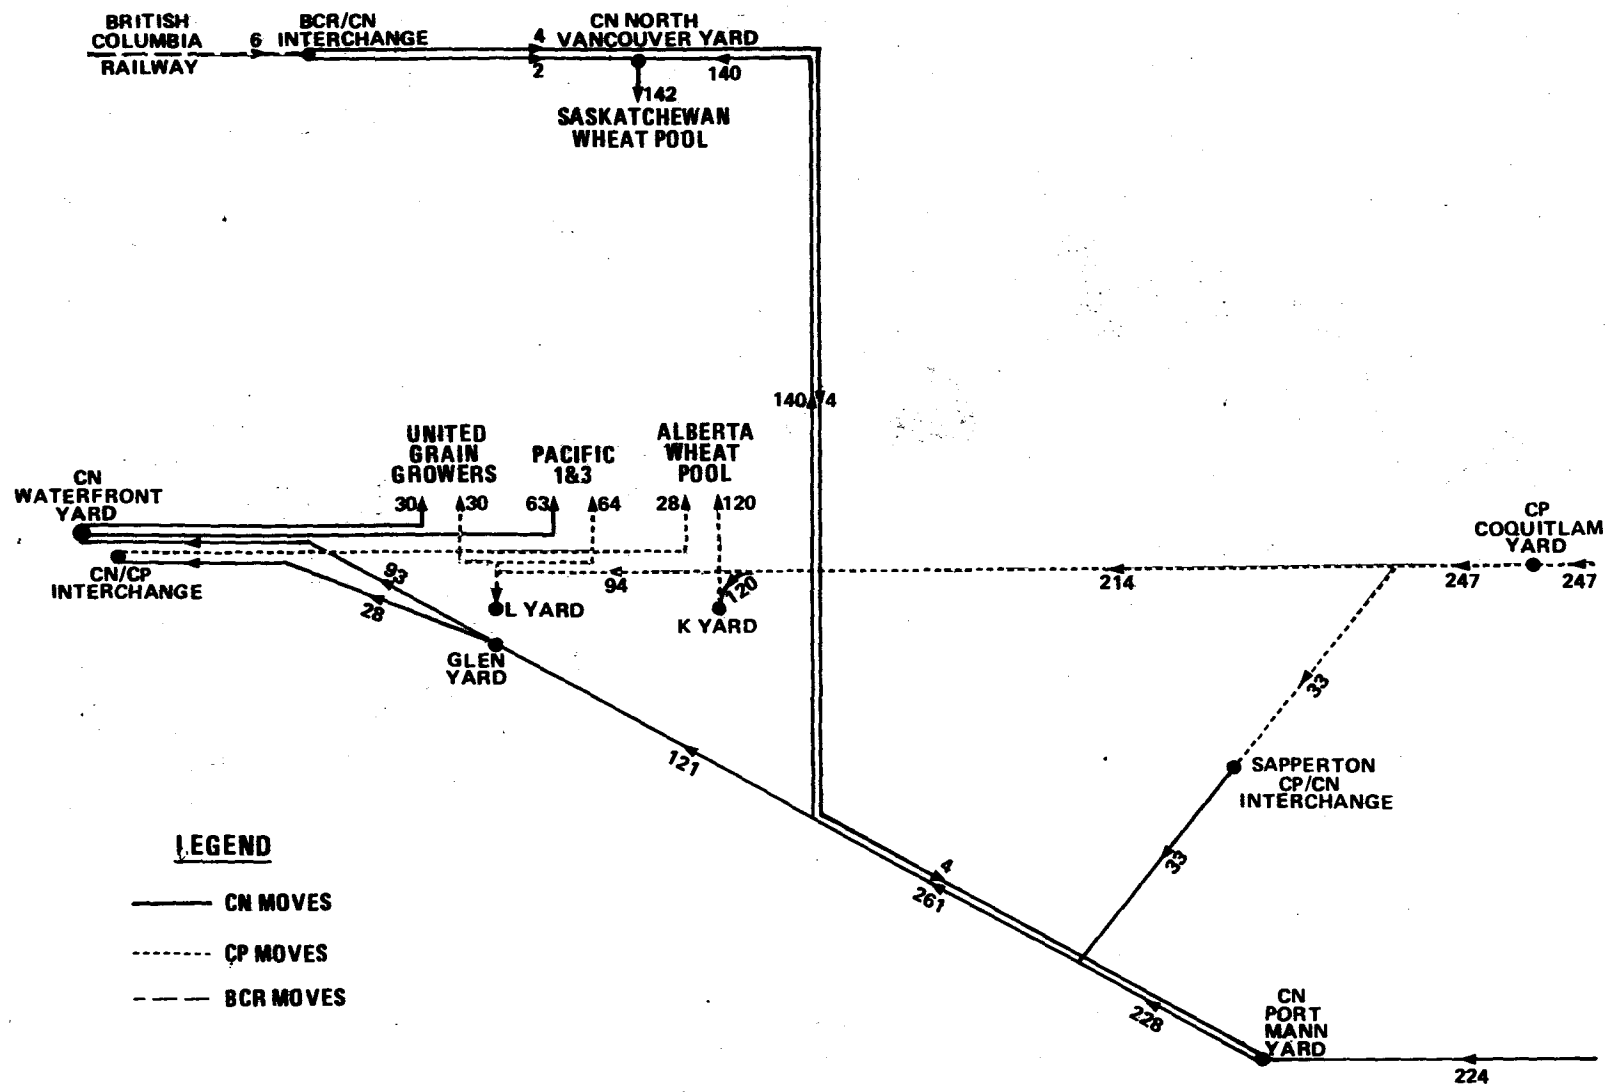 BRITISH
COLUMBIA
RAILWAY
6
BCR/CN
INTERCHANGE
4
2
CN NORTH
VANCOUVER YARD
140
142
SASKATCHEWAN
WHEAT POOL
140
4
UNITED
GRAIN
GROWERS
30
30
PACIFIC
1&3
63
64
ALBERTA
WHEAT
POOL
28
120
CN
WATERFRONT
YARD
CN/CP
INTERCHANGE
93
28
94
L YARD
120
K YARD
GLEN
YARD
214
247
CP
COQUITLAM
YARD
247
33
SAPPERTON
CP/CN
INTERCHANGE
33
121
4
261
228
CN
PORT
MANN
YARD
224
LEGEND
CN MOVES
CP MOVES
BCR MOVES